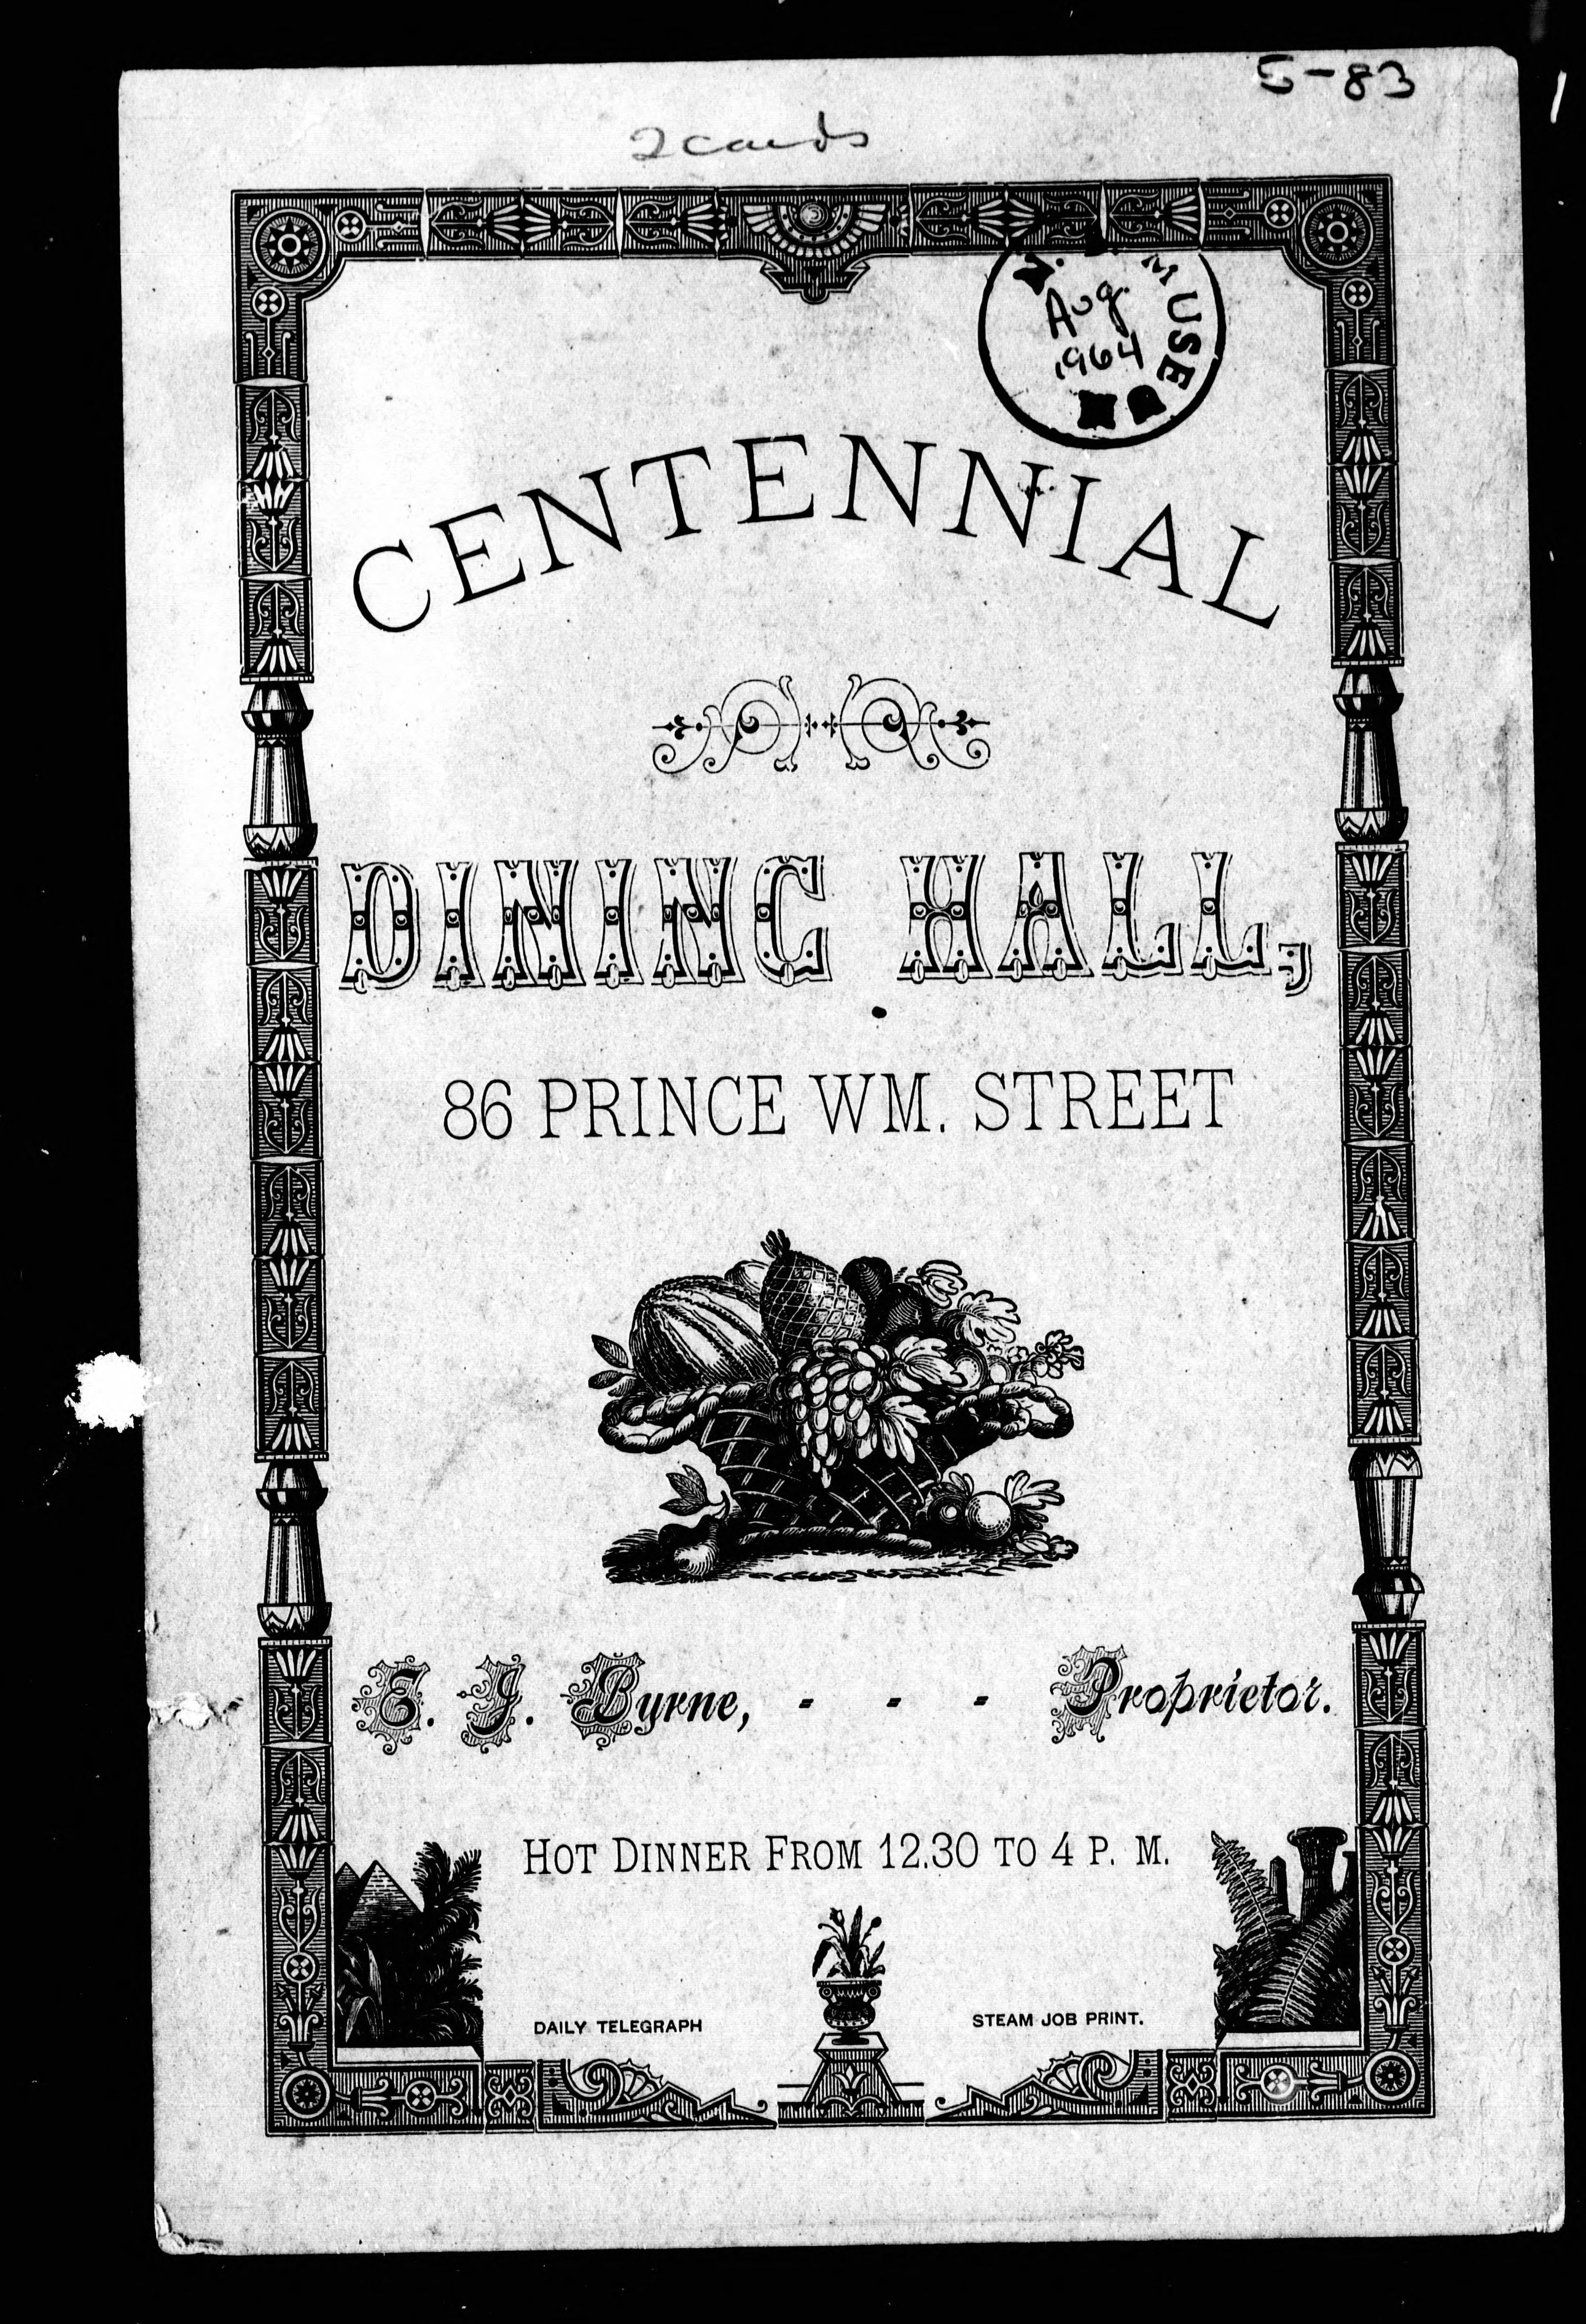 5-83
2 cards
N. B. MUSEUM
Aug.
1964
CENTENNIAL
DINING HALL,
86 PRINCE WM. STREET
E. J. Byrne, - - - Proprietor.
HOT DINNER FROM 12.30 TO 4 P. M.
DAILY TELEGRAPH STEAM JOB PRINT.